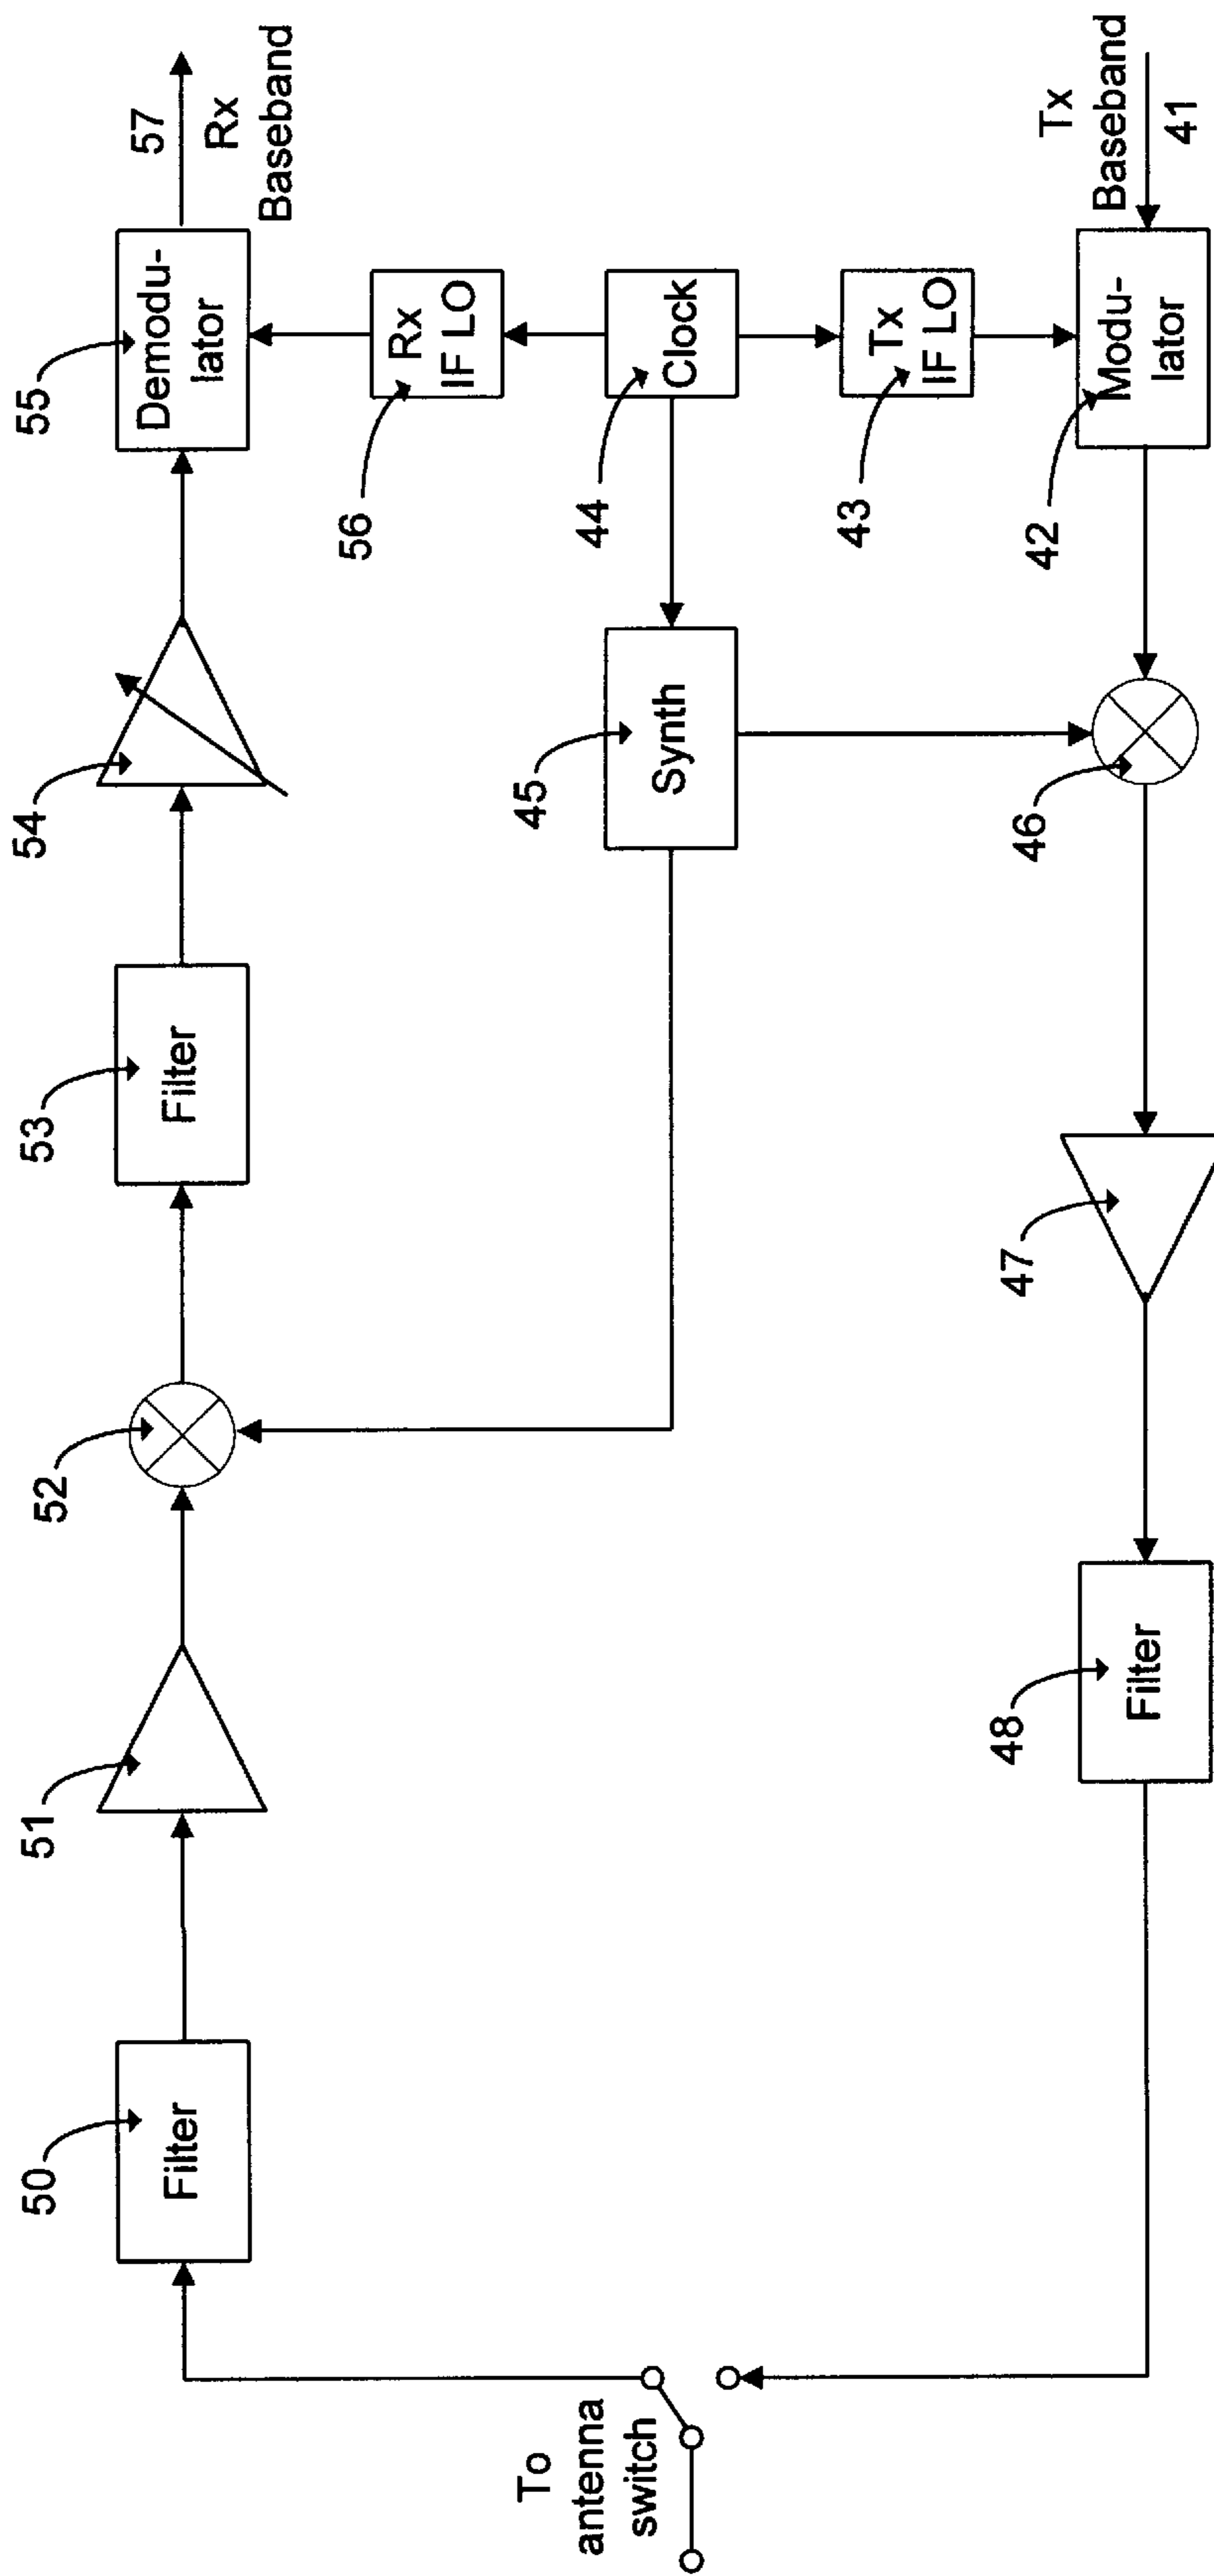 50
Filter
51
52
53
Filter
54
55
Demodu-
lator
57
Rx
Baseband
56
Rx
IF LO
44
Clock
45
Synth
43
Tx
IF LO
To
antenna
switch
48
Filter
47
46
42
Modu-
lator
Tx
Baseband
41